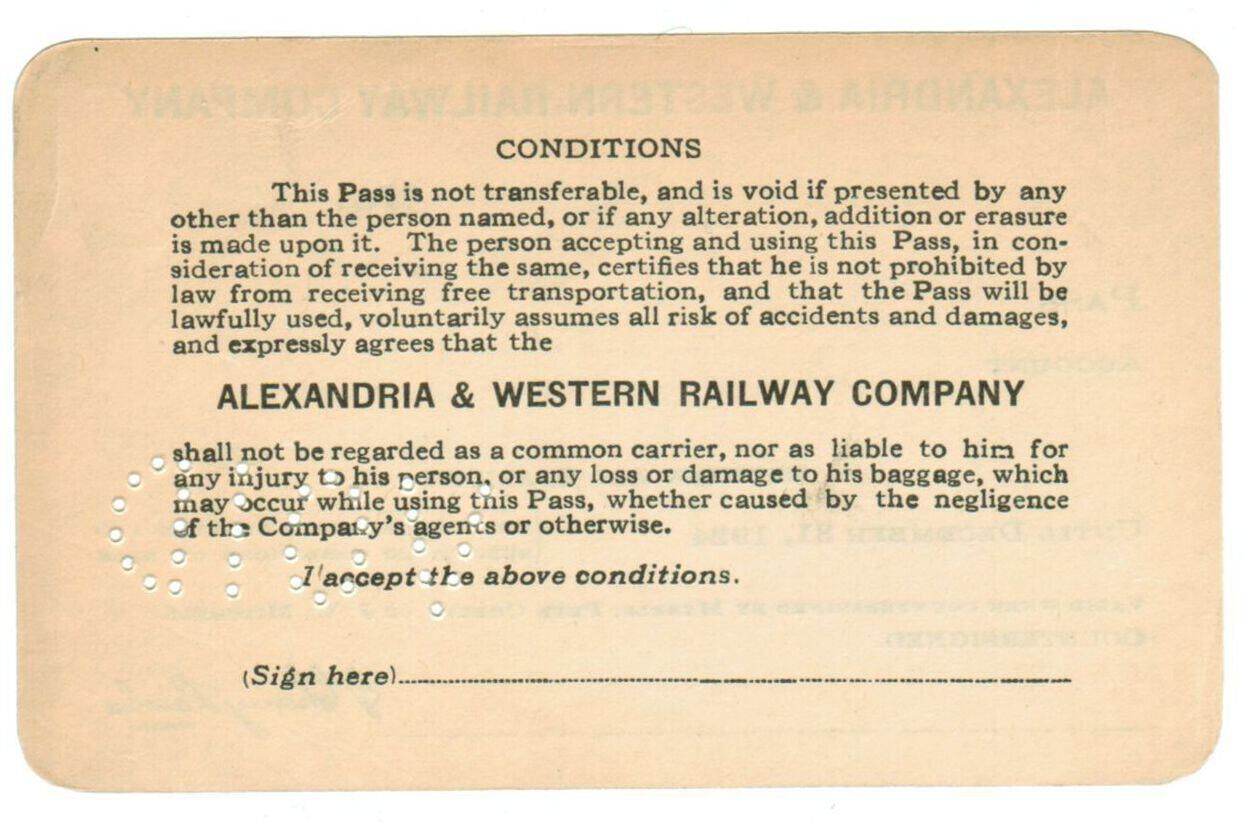 CONDITIONS
This Pass is not transferable, and is void if presented by any
other than the person named, or if any alteration, addition or erasure
is made upon it. The person accepting and using this Pass, in con-
sideration of receiving the same, certifies that he is not prohibited by
law from receiving free transportation, and that the Pass will be
lawfully used, voluntarily assumes all risk of accidents and damages,
and expressly agrees that the
ALEXANDRIA & WESTERN RAILWAY COMPANY
shall not be regarded as a common carrier, nor as liable to him for
any injury to his person, or any loss or damage to his baggage, which
may occur while using this Pass, whether caused by the negligence
of the Company's agents or otherwise.
I accept the above conditions.
(Sign here)